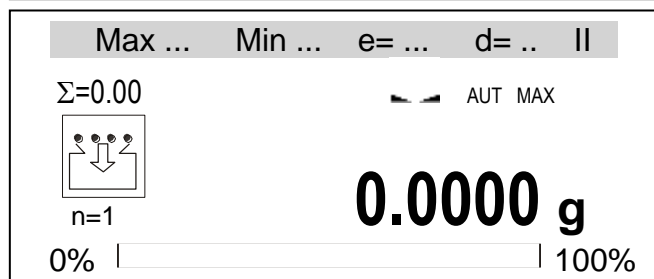 Max ... Min ... e= ... d= .. II
Σ=0.00 AUT MAX
n=1
0.0000 g
0% 100%